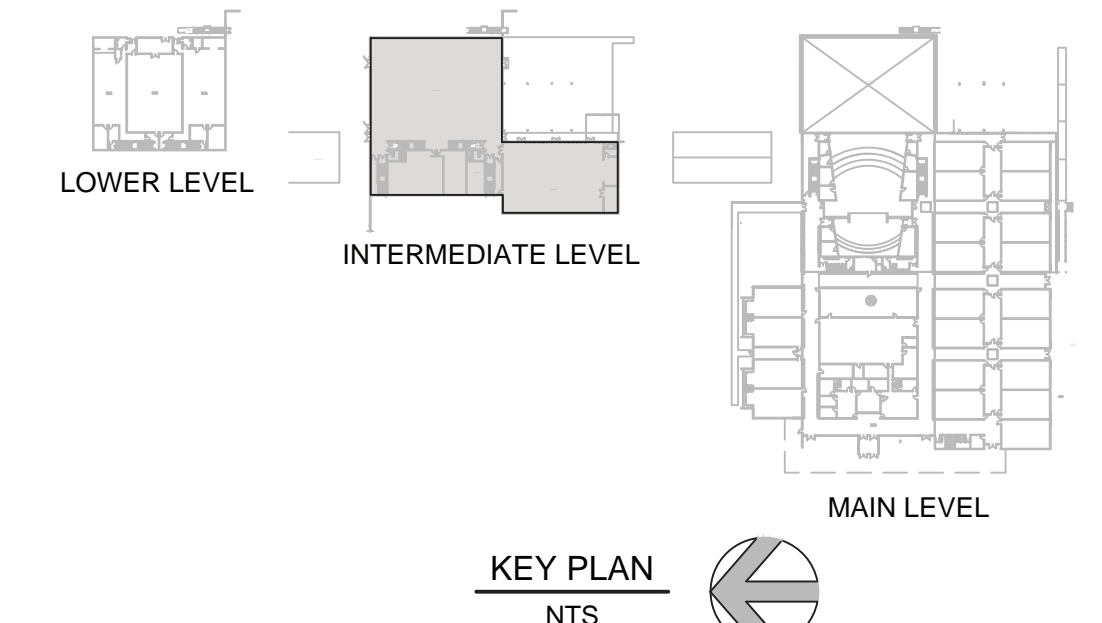 LOWER LEVEL
INTERMEDIATE LEVEL
MAIN LEVEL
KEY PLAN
NTS